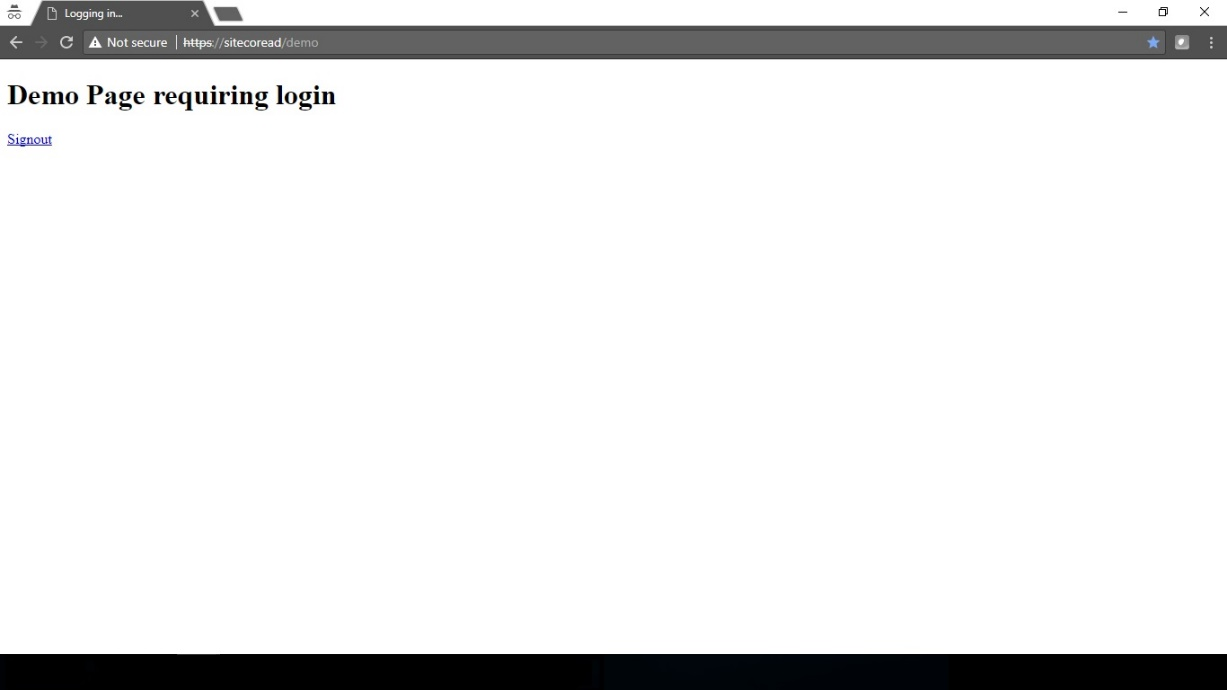 Logging in...
Not secure https://sitecoread/demo
Demo Page requiring login
Signout